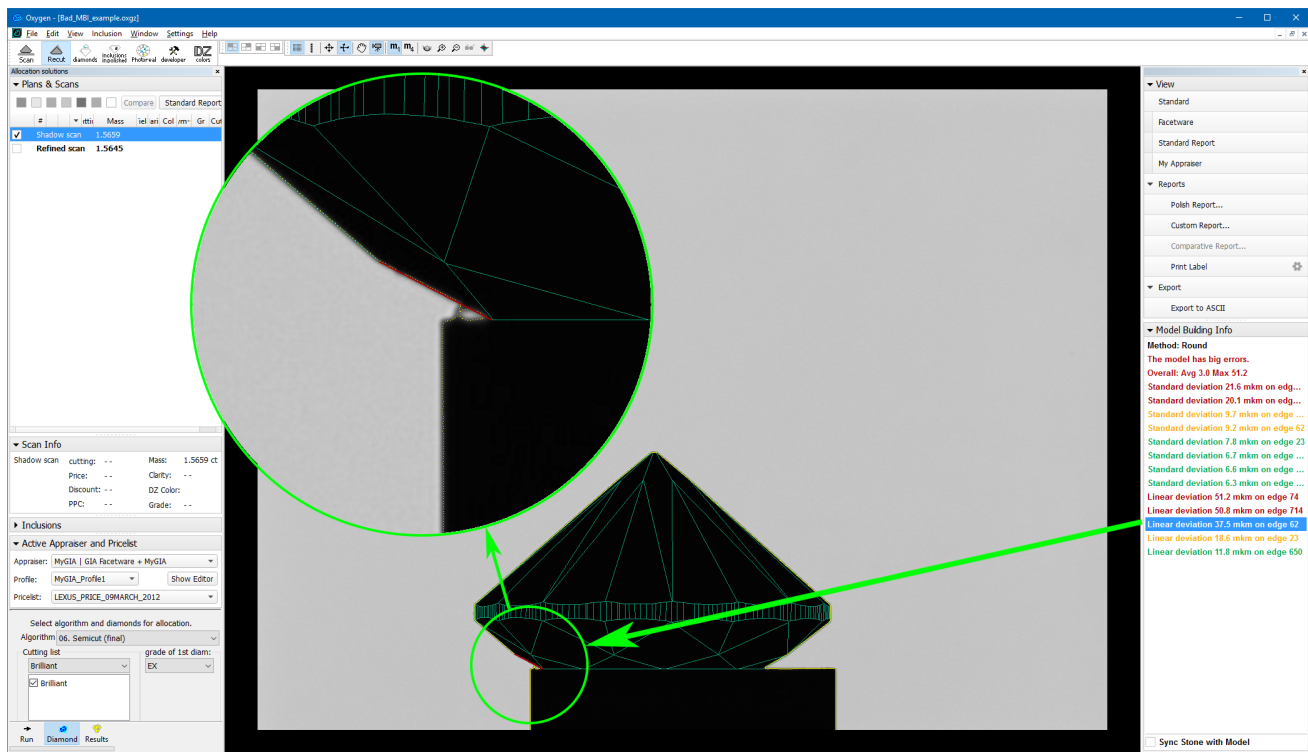 Oxygen - [Bad_MBI_example.oxgz]
File Edit View Inclusion Window Settings Help
Scan Recut diamonds inclusions inpolished Photoreal developer DZ colors
m₁ m₄
Allocation solutions
Plans & Scans
Compare Standard Report
# Mass Col Gr Cut
Shadow scan 1.5659
Refined scan 1.5645
Scan Info
Shadow scan cutting: - - Mass: 1.5659 ct
Price: - - Clarity: - -
Discount: - - DZ Color:
PPC: - - Grade: - -
Inclusions
Active Appraiser and Pricelist
Appraiser: MyGIA | GIA Facetware + MyGIA
Profile: MyGIA_Profile1 Show Editor
Pricelist: LEXUS_PRICE_09MARCH_2012
Select algorithm and diamonds for allocation.
Algorithm 06. Semicut (final)
Cutting list grade of 1st diam:
Brilliant EX
Brilliant
Run Diamond Results
View
Standard
Facetware
Standard Report
My Appraiser
Reports
Polish Report...
Custom Report...
Comparative Report...
Print Label
Export
Export to ASCII
Model Building Info
Method: Round
The model has big errors.
Overall: Avg 3.0 Max 51.2
Standard deviation 21.6 mkm on edg...
Standard deviation 20.1 mkm on edg...
Standard deviation 9.7 mkm on edge ...
Standard deviation 9.2 mkm on edge 62
Standard deviation 7.8 mkm on edge 23
Standard deviation 6.7 mkm on edge ...
Standard deviation 6.6 mkm on edge ...
Standard deviation 6.3 mkm on edge ...
Linear deviation 51.2 mkm on edge 74
Linear deviation 50.8 mkm on edge 714
Linear deviation 37.5 mkm on edge 62
Linear deviation 18.6 mkm on edge 23
Linear deviation 11.8 mkm on edge 650
Sync Stone with Model